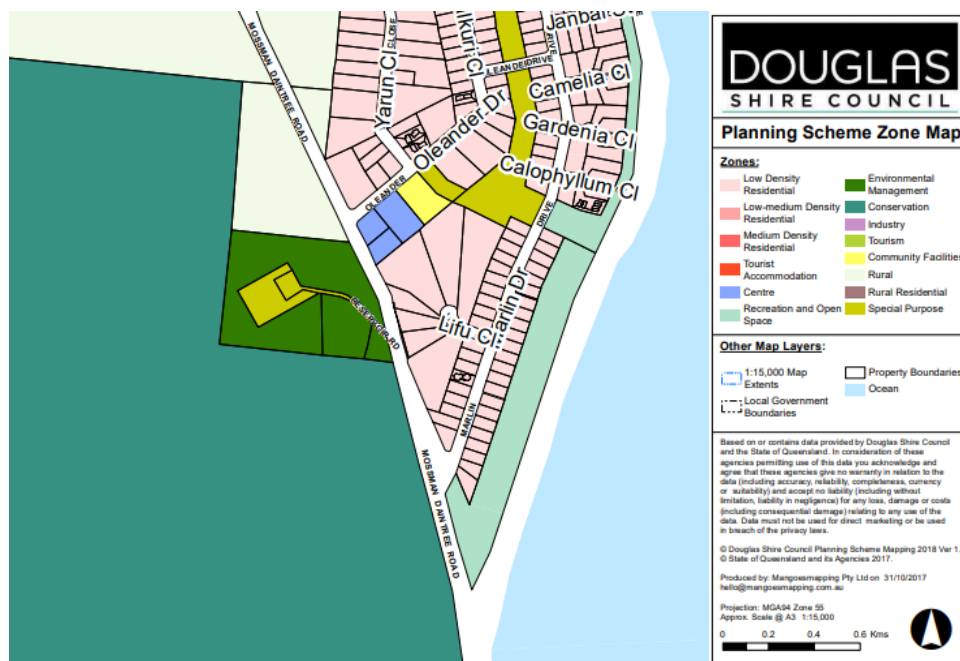 Janbal
DRIVE
CLOSE
Yarun Cl
lkuri Cl
DRIVE
Camelia Cl
Oleander Dr
Gardenia Cl
Calophyllum Cl
OLEANDER
DRIVE
MOSSMAN DAINTREE ROAD
RESERVOIR RD
Lifu Cl
Marlin Dr
MARLIN
MOSSMAN DAINTREE ROAD
DOUGLAS
SHIRE COUNCIL
Planning Scheme Zone Map
Zones:
Low Density
Residential
Low-medium Density
Residential
Medium Density
Residential
Tourist
Accommodation
Centre
Recreation and Open
Space
Environmental
Management
Conservation
Industry
Tourism
Community Facilities
Rural
Rural Residential
Special Purpose
Other Map Layers:
1:15,000 Map
Extents
Local Government
Boundaries
Property Boundaries
Ocean
Based on or contains data provided by Douglas Shire Council
and the State of Queensland. In consideration of these
agencies permitting use of this data you acknowledge and
agree that these agencies give no warranty in relation to the
data (including accuracy, reliability, completeness, currency
or suitability) and accept no liability (including without
limitation, liability in negligence) for any loss, damage or costs
(including consequential damage) relating to any use of the
data. Data must not be used for direct marketing or be used
in breach of the privacy laws.
© Douglas Shire Council Planning Scheme Mapping 2018 Ver 1.
© State of Queensland and its Agencies 2017.
Produced by: Mangoesmapping Pty Ltd on 31/10/2017
hello@mangoesmapping.com.au
Projection: MGA94 Zone 55
Approx. Scale @ A3 1:15,000
0 0.2 0.4 0.6 Kms